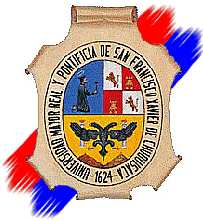 UNIVERSIDAD MAYOR REAL Y PONTIFICIA DE SAN FRANCISCO XAVIER DE CHUQUISACA
1624